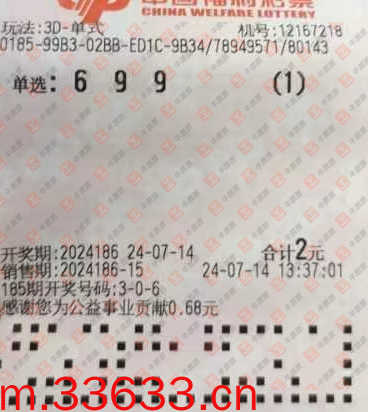 CHINA WELFARE LOTTERY
玩法:3D-单式 机号:12167218
0185-99B3-02BB-ED1C-9B34/78949571/80143
单选: 6 9 9 (1)
开奖期:2024186 24-07-14 合计2元
销售期:2024186-15 24-07-14 13:37:01
185期开奖号码:3-0-6
感谢您为公益事业贡献0.68元
m.33633.cn